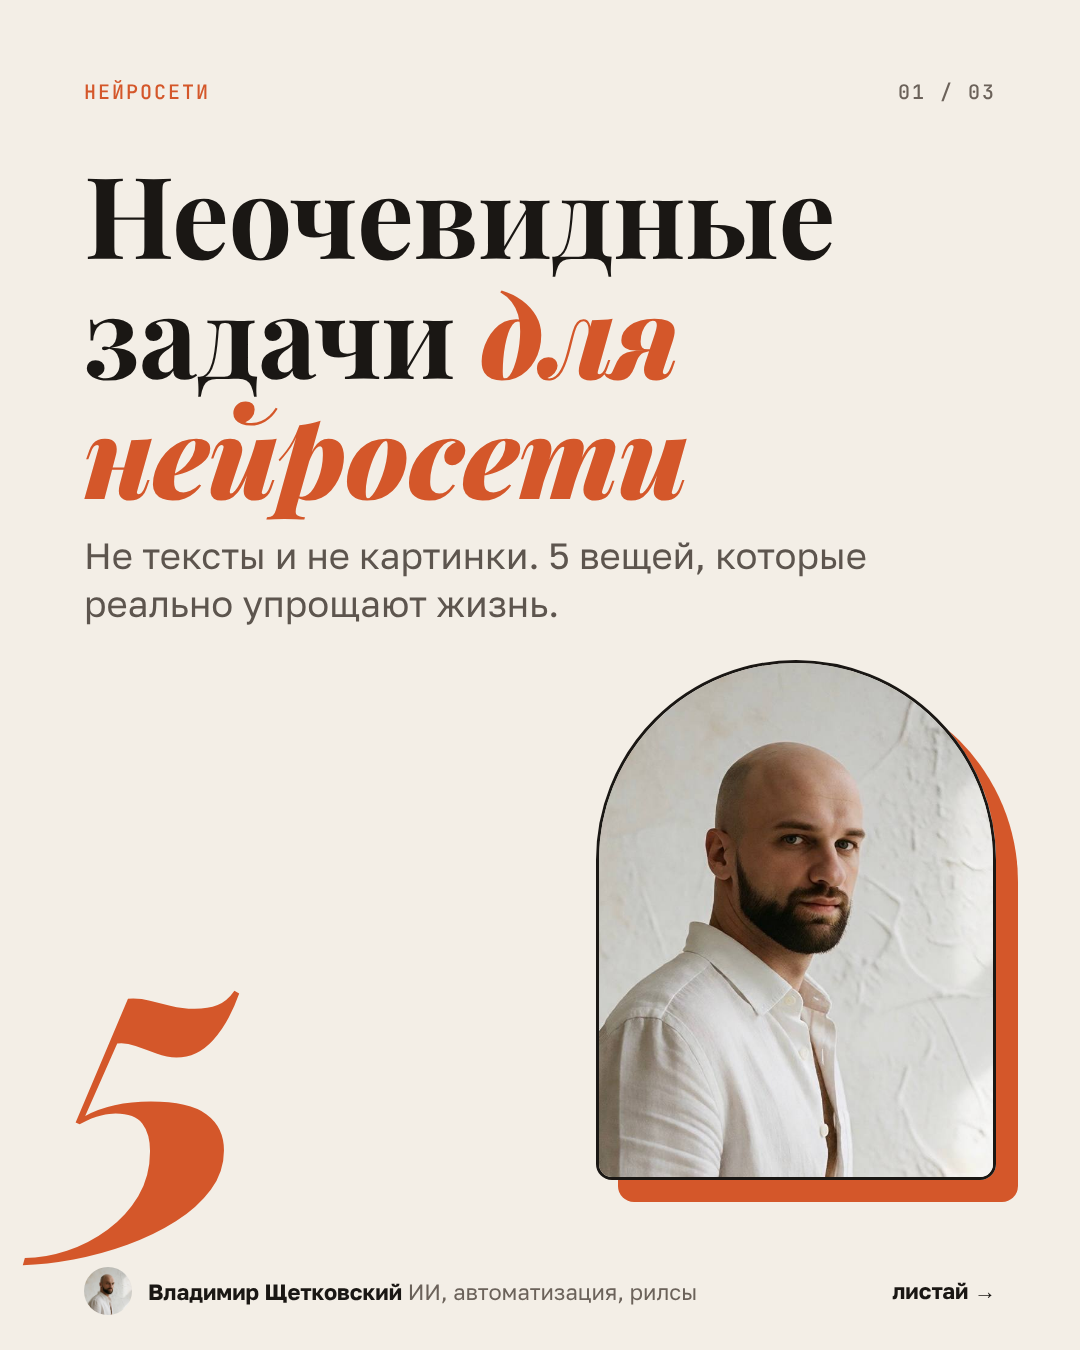 НЕЙРОСЕТИ
01 / 03
Неочевидные
задачи для
нейросети
Не тексты и не картинки. 5 вещей, которые
реально упрощают жизнь.
5
Владимир Щетковский ИИ, автоматизация, рилсы
листай →